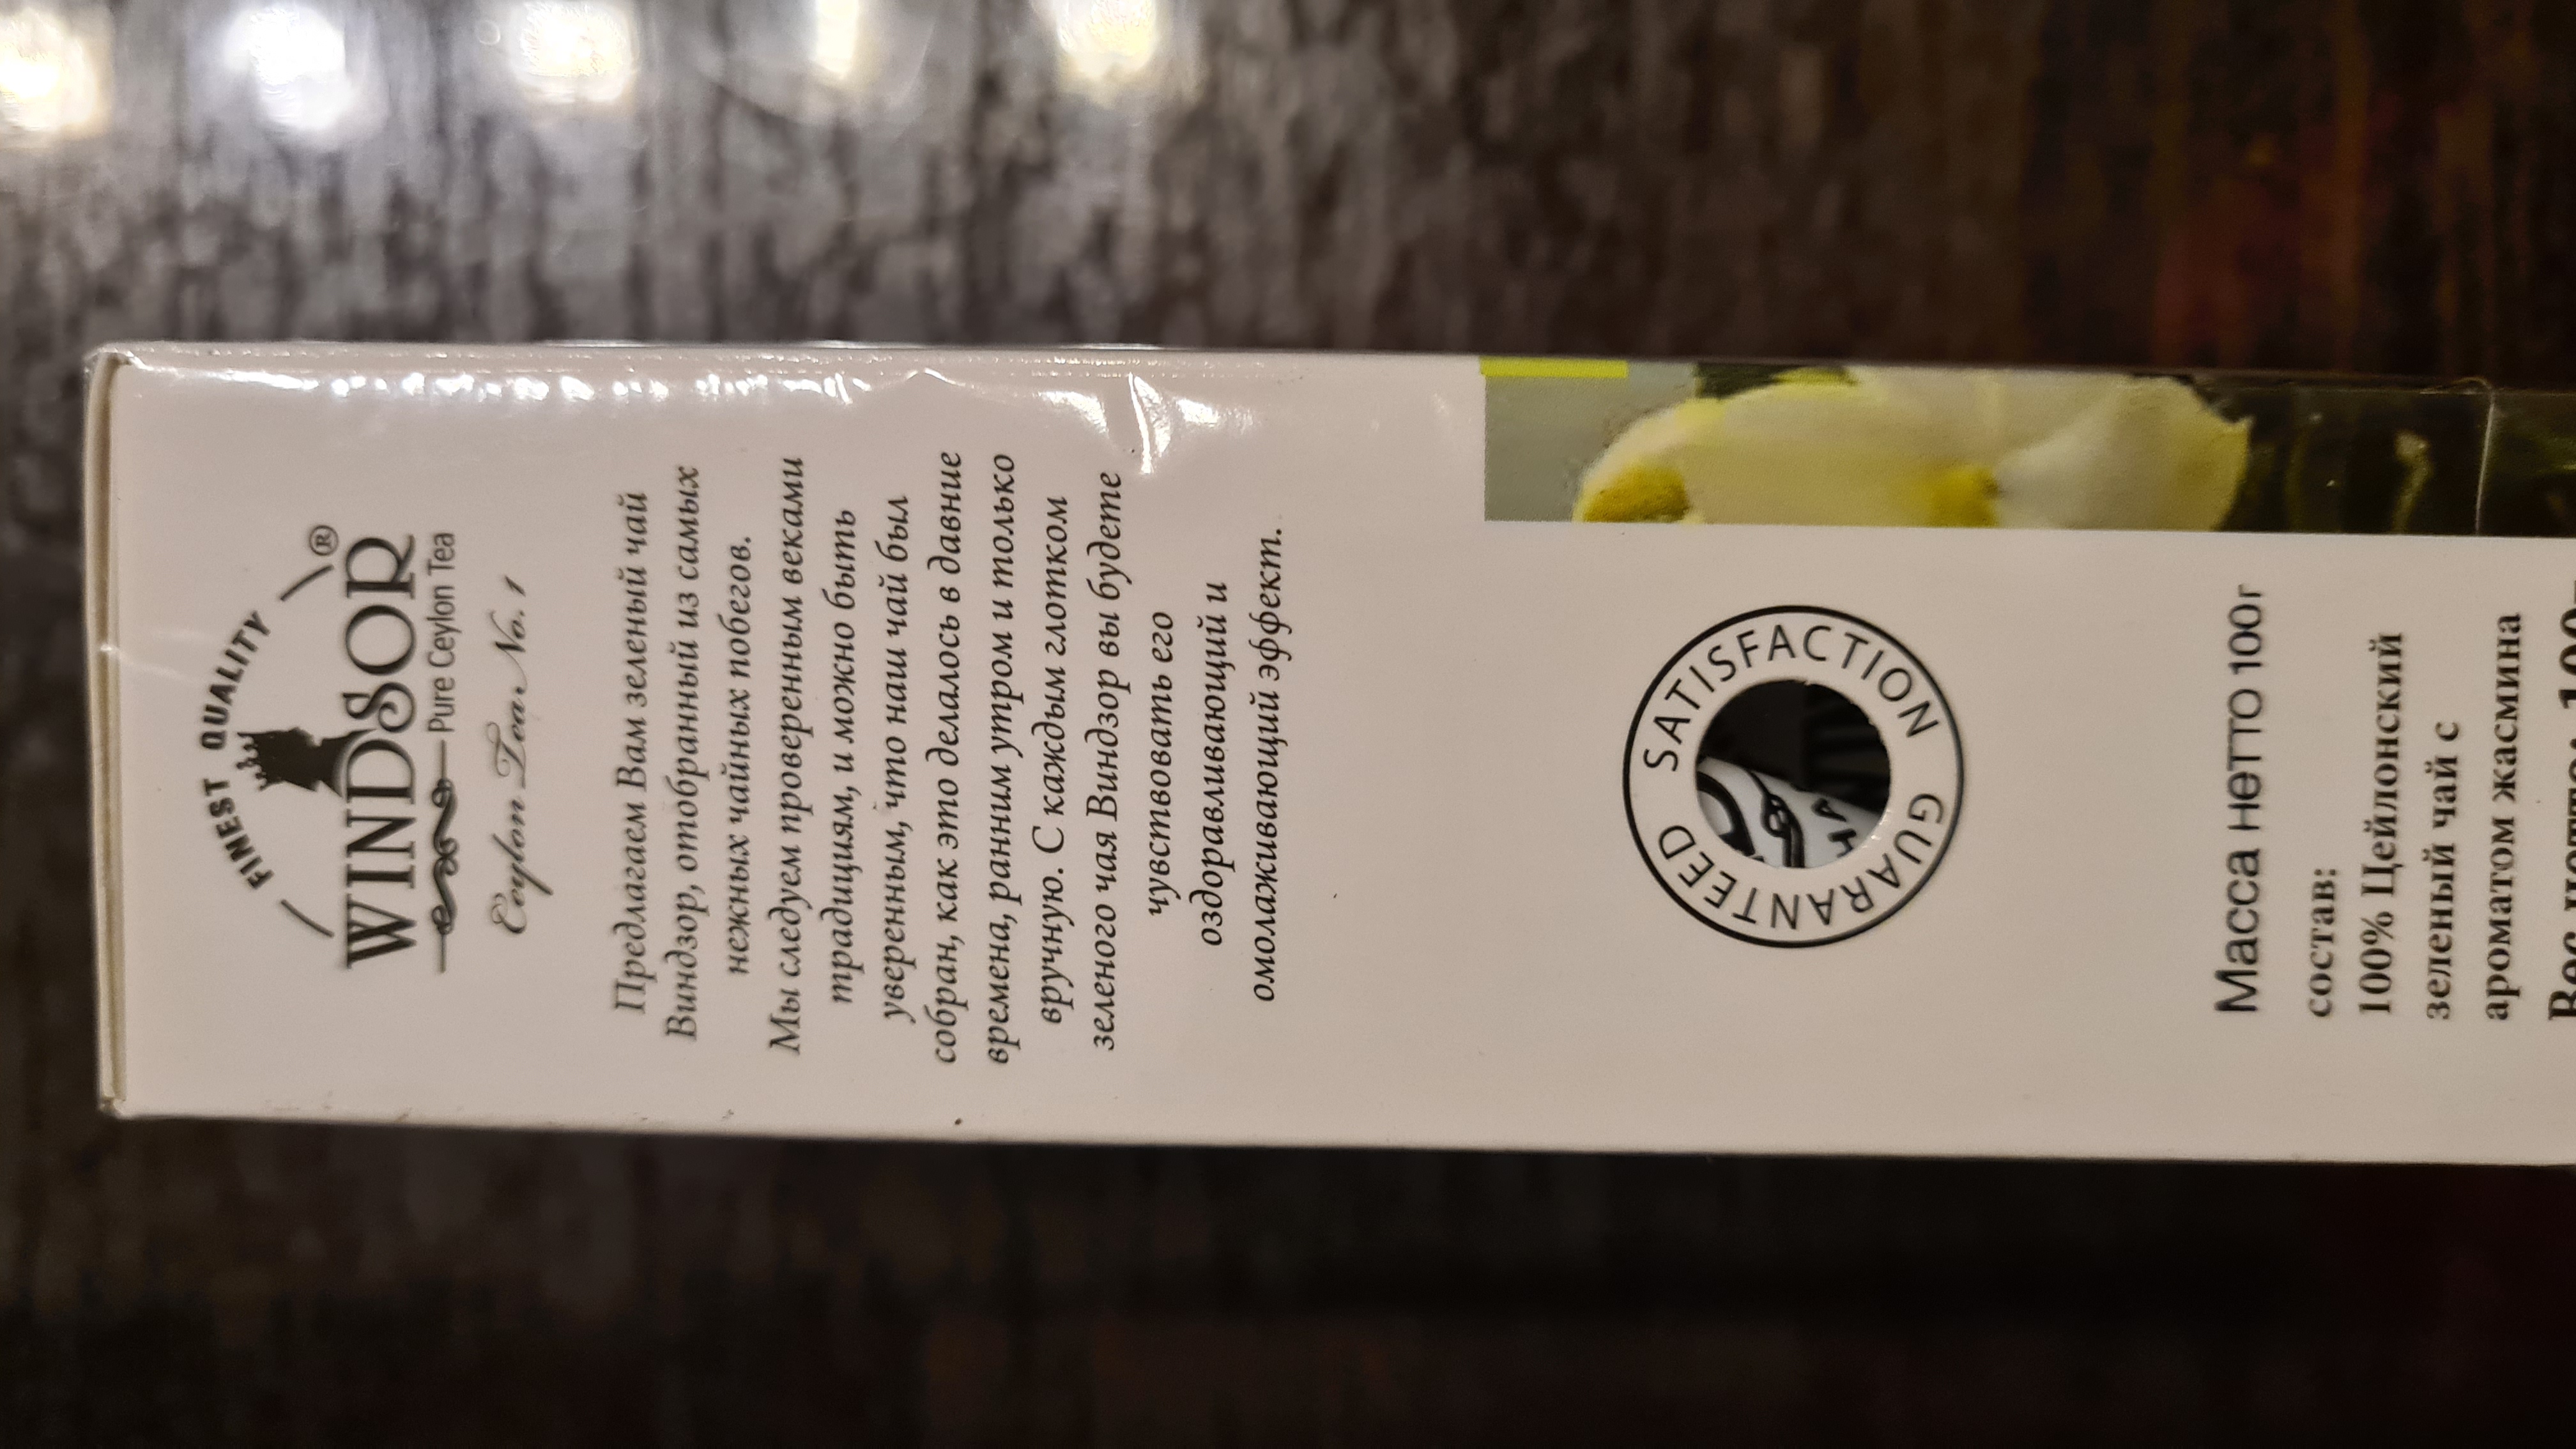 FINEST QUALITY
WINDSOR®
Pure Ceylon Tea
Ceylon Tea No. 1
Предлагаем Вам зеленый чай
Виндзор, отобранный из самых
нежных чайных побегов.
Мы следуем проверенным веками
традициям, и можно быть
уверенным, что наш чай был
собран, как это делалось в давние
времена, ранним утром и только
вручную. С каждым глотком
зеленого чая Виндзор вы будете
чувствовать его
оздоравливающий и
омолаживающий эффект.
SATISFACTION GUARANTEED
Масса нетто 100г
состав:
100% Цейлонский
зеленый чай с
ароматом жасмина